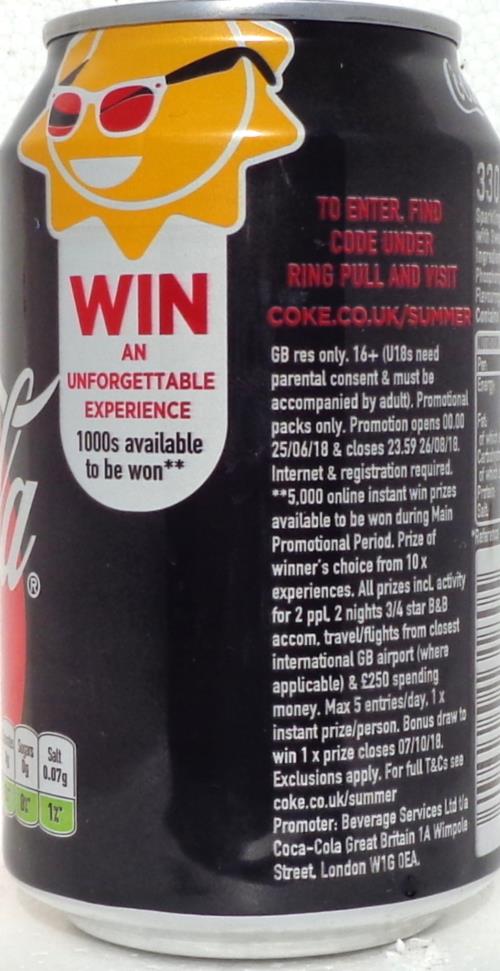 WIN
AN
UNFORGETTABLE
EXPERIENCE
1000s available
to be won**
TO ENTER, FIND
CODE UNDER
RING PULL AND VISIT
COKE.CO.UK/SUMMER
GB res only. 16+ (U18s need
parental consent & must be
accompanied by adult). Promotional
packs only. Promotion opens 00.00
25/06/18 & closes 23.59 26/08/18.
Internet & registration required.
**5,000 online instant win prizes
available to be won during Main
Promotional Period. Prize of
winner's choice from 10 x
experiences. All prizes incl. activity
for 2 ppl, 2 nights 3/4 star B&B
accom, travel/flights from closest
international GB airport (where
applicable) & £250 spending
money. Max 5 entries/day, 1 x
instant prize/person. Bonus draw to
win 1 x prize closes 07/10/18.
Exclusions apply. For full T&Cs see
coke.co.uk/summer
Promoter: Beverage Services Ltd t/a
Coca-Cola Great Britain 1A Wimpole
Street, London W1G 0EA.
la®
Sugars Salt
0g 0.07g
0%* 1%*
330
Energy
Fat
of which
Protein
Salt